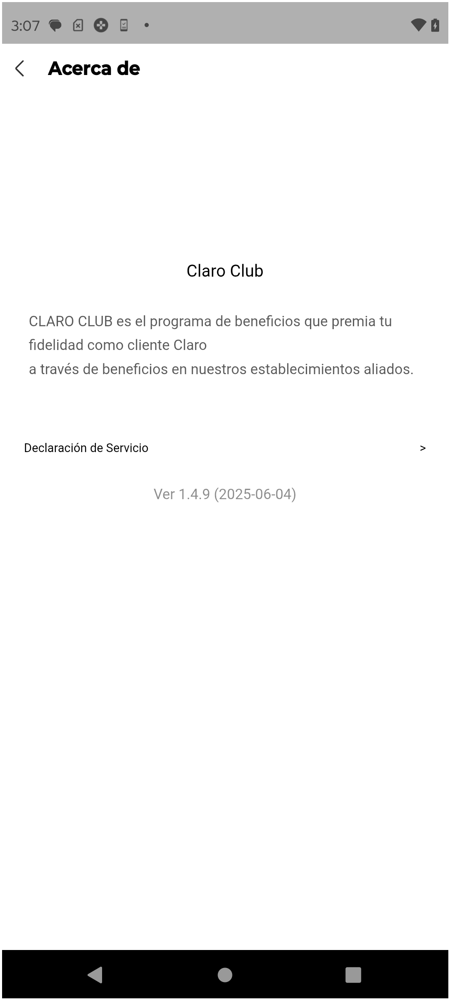 3:07
Acerca de
Claro Club
CLARO CLUB es el programa de beneficios que premia tu
fidelidad como cliente Claro
a través de beneficios en nuestros establecimientos aliados.
Declaración de Servicio >
Ver 1.4.9 (2025-06-04)